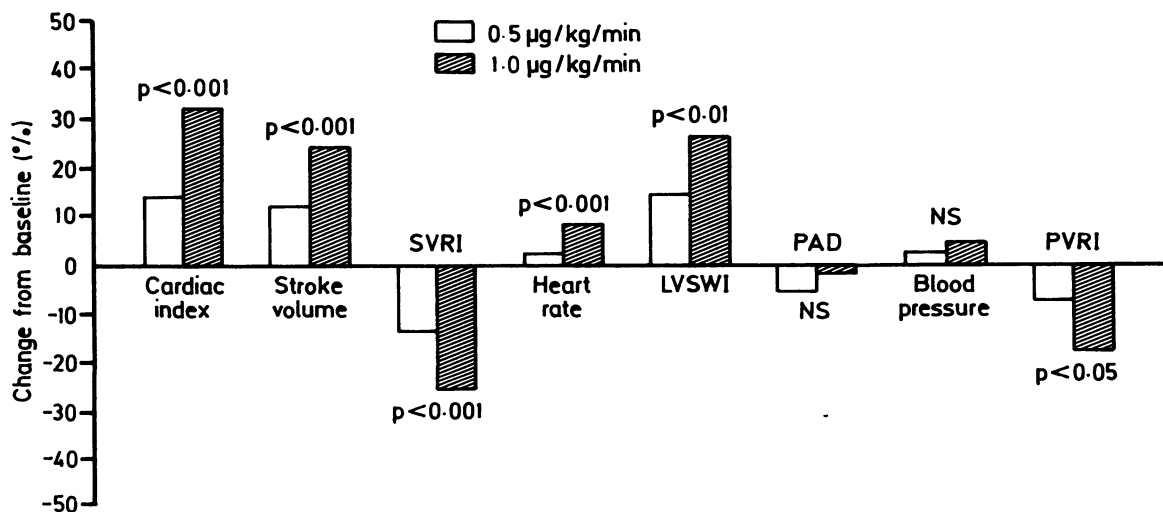 Change from baseline (%)
50
40
30
20
10
0
-10
-20
-30
-40
-50
0·5 µg/kg/min
1·0 µg/kg/min
p<0·001
Cardiac
index
p<0·001
Stroke
volume
SVRI
p<0·001
p<0·001
Heart
rate
p<0·01
LVSWI
PAD
NS
NS
Blood
pressure
PVRI
p<0·05